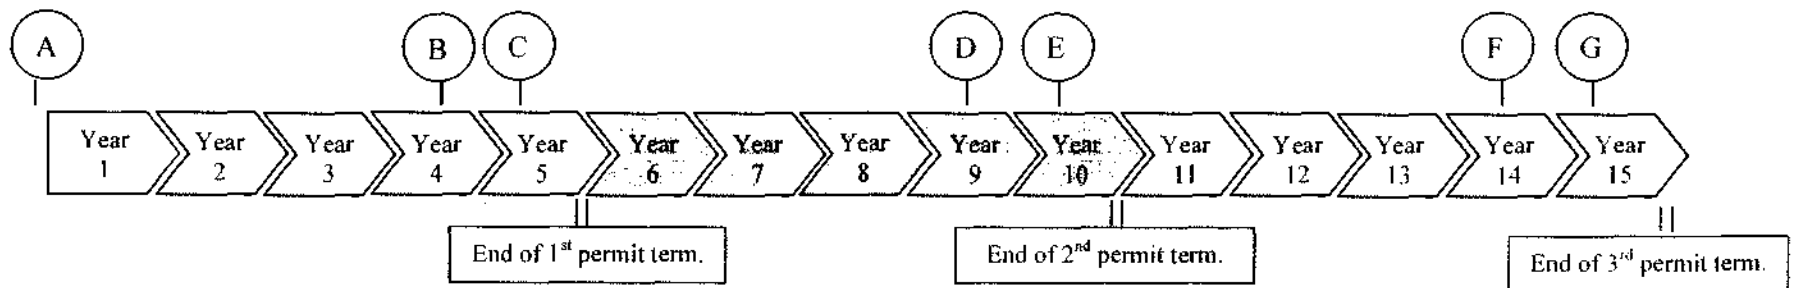 A
B
C
D
E
F
G
Year
1
Year
2
Year
3
Year
4
Year
5
Year
6
Year
7
Year
8
Year
9
Year
10
Year
11
Year
12
Year
13
Year
14
Year
15
End of 1st permit term.
End of 2nd permit term.
End of 3rd permit term.